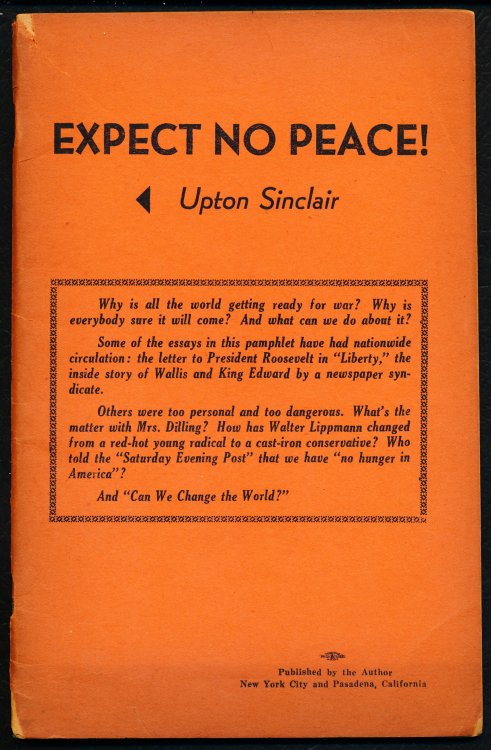 EXPECT NO PEACE!
Upton Sinclair
Why is all the world getting ready for war? Why is
everybody sure it will come? And what can we do about it?
Some of the essays in this pamphlet have had nationwide
circulation: the letter to President Roosevelt in "Liberty," the
inside story of Wallis and King Edward by a newspaper syn-
dicate.
Others were too personal and too dangerous. What's the
matter with Mrs. Dilling? How has Walter Lippmann changed
from a red-hot young radical to a cast-iron conservative? Who
told the "Saturday Evening Post" that we have "no hunger in
America"?
And "Can We Change the World?"
Published by the Author
New York City and Pasadena, California